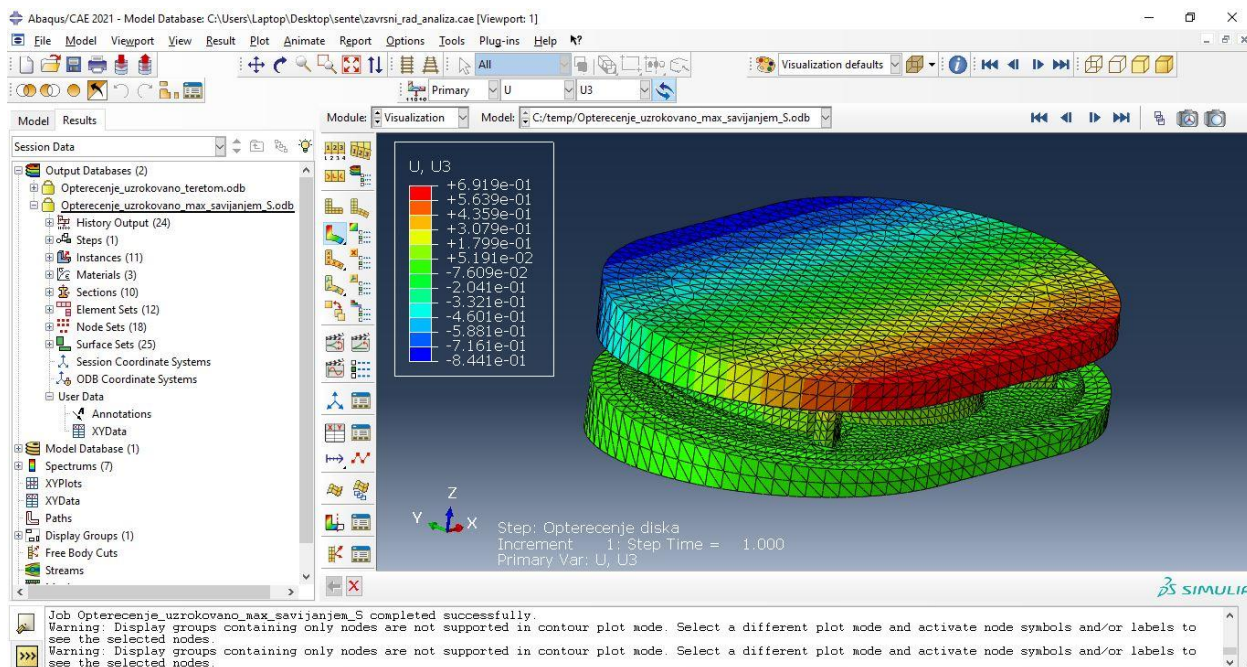 Abaqus/CAE 2021 - Model Database: C:\Users\Laptop\Desktop\sente\zavrsni_rad_analiza.cae [Viewport: 1]
File Model Viewport View Result Plot Animate Report Options Tools Plug-ins Help
All
Visualization defaults
Primary U U3
Model Results
Module: Visualization Model: C:/temp/Opterecenje_uzrokovano_max_savijanjem_S.odb
Session Data
Output Databases (2)
Opterecenje_uzrokovano_teretom.odb
Opterecenje_uzrokovano_max_savijanjem_S.odb
History Output (24)
Steps (1)
Instances (11)
Materials (3)
Sections (10)
Element Sets (12)
Node Sets (18)
Surface Sets (25)
Session Coordinate Systems
ODB Coordinate Systems
User Data
Annotations
XYData
Model Database (1)
Spectrums (7)
XYPlots
XYData
Paths
Display Groups (1)
Free Body Cuts
Streams
U, U3
+6.919e-01
+5.639e-01
+4.359e-01
+3.079e-01
+1.799e-01
+5.191e-02
-7.609e-02
-2.041e-01
-3.321e-01
-4.601e-01
-5.881e-01
-7.161e-01
-8.441e-01
Z
Y
X
Step: Opterecenje diska
Increment 1: Step Time = 1.000
Primary Var: U, U3
SIMULIA
Job Opterecenje_uzrokovano_max_savijanjem_S completed successfully.
Warning: Display groups containing only nodes are not supported in contour plot mode. Select a different plot mode and activate node symbols and/or labels to
see the selected nodes.
Warning: Display groups containing only nodes are not supported in contour plot mode. Select a different plot mode and activate node symbols and/or labels to
see the selected nodes.